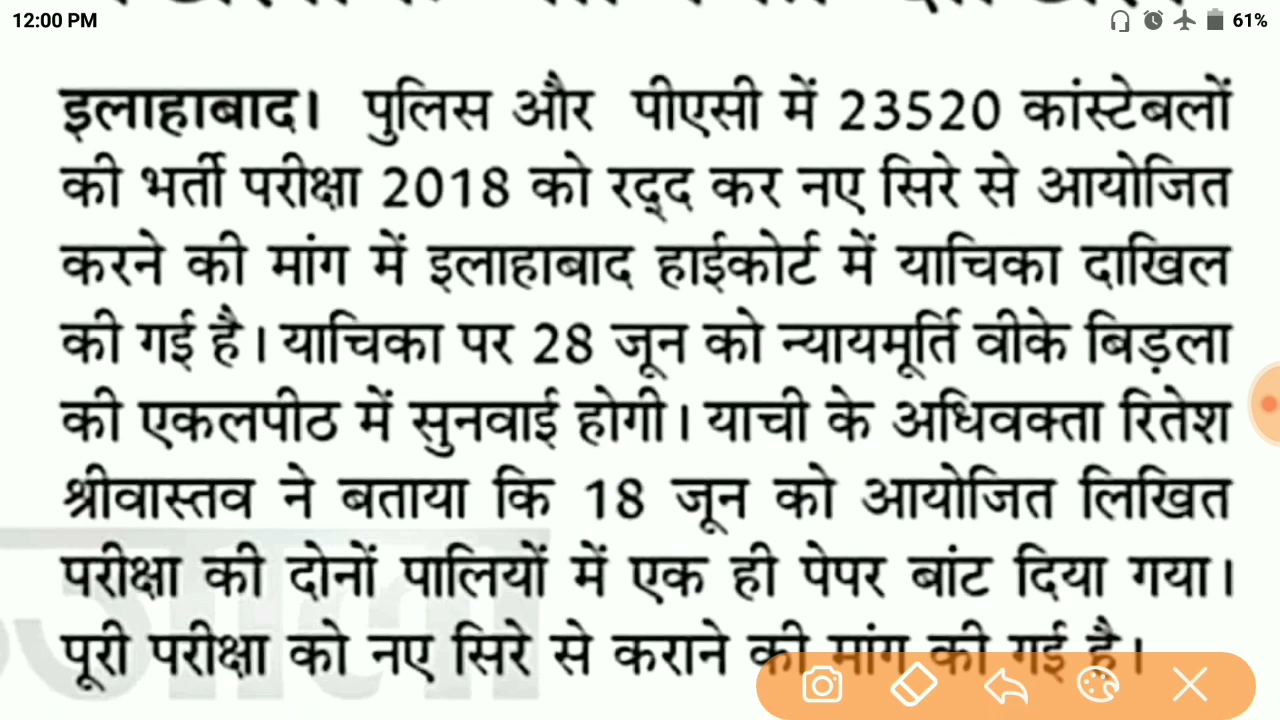 12:00 PM
61%
इलाहाबाद। पुलिस और पीएसी में 23520 कांस्टेबलों
की भर्ती परीक्षा 2018 को रद्द कर नए सिरे से आयोजित
करने की मांग में इलाहाबाद हाईकोर्ट में याचिका दाखिल
की गई है। याचिका पर 28 जून को न्यायमूर्ति वीके बिड़ला
की एकलपीठ में सुनवाई होगी। याची के अधिवक्ता रितेश
श्रीवास्तव ने बताया कि 18 जून को आयोजित लिखित
परीक्षा की दोनों पालियों में एक ही पेपर बांट दिया गया।
पूरी परीक्षा को नए सिरे से कराने की मांग की गई है।